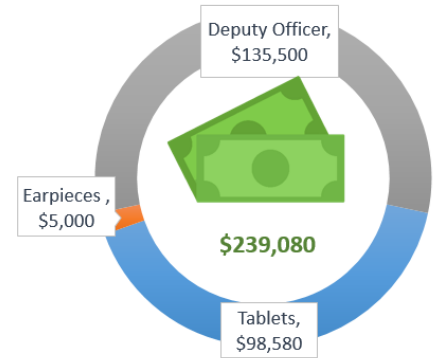 Deputy Officer,
$135,500
Earpieces ,
$5,000
$239,080
Tablets,
$98,580